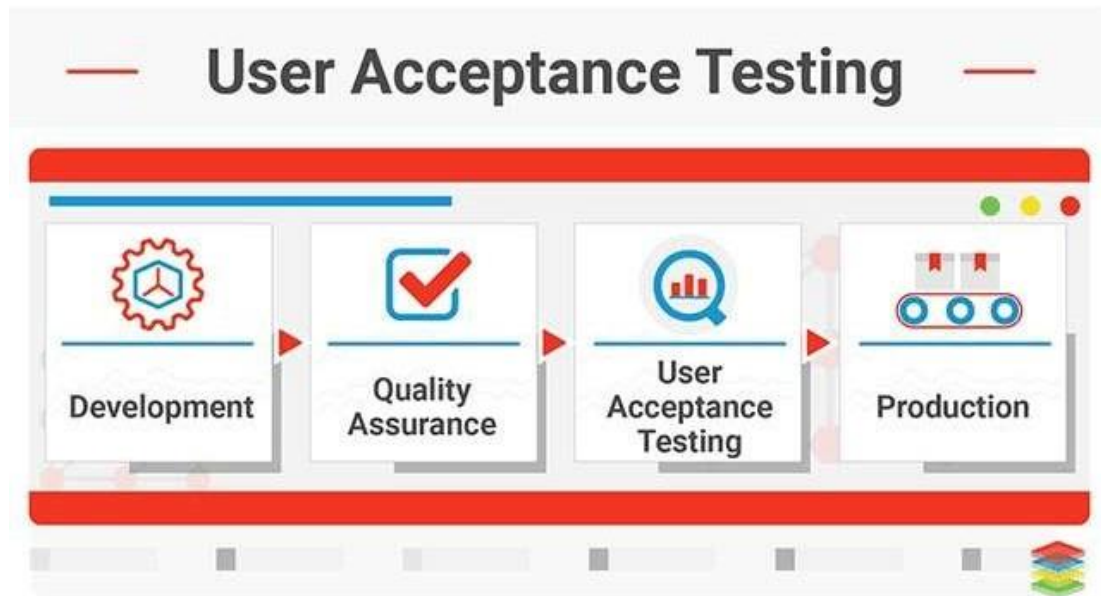 User Acceptance Testing
Development
Quality
Assurance
User
Acceptance
Testing
Production